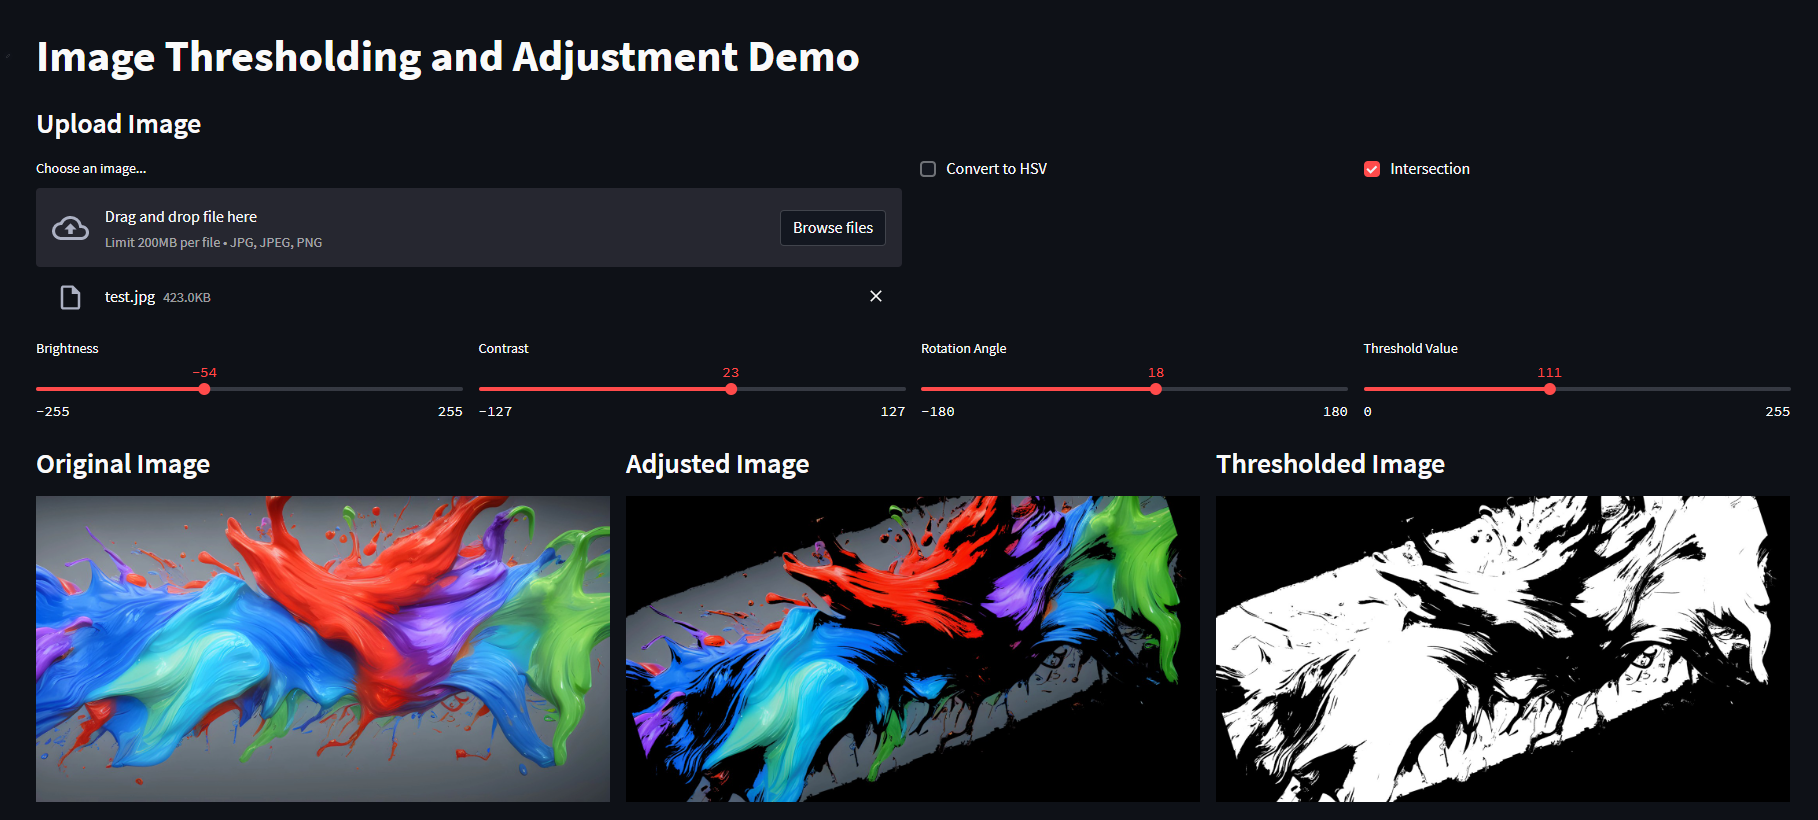 Image Thresholding and Adjustment Demo
Upload Image
Choose an image...
Convert to HSV
Intersection
Drag and drop file here
Limit 200MB per file • JPG, JPEG, PNG
Browse files
test.jpg 423.0KB
Brightness
-54
-255 255
Contrast
23
-127 127
Rotation Angle
18
-180 180
Threshold Value
111
0 255
Original Image
Adjusted Image
Thresholded Image